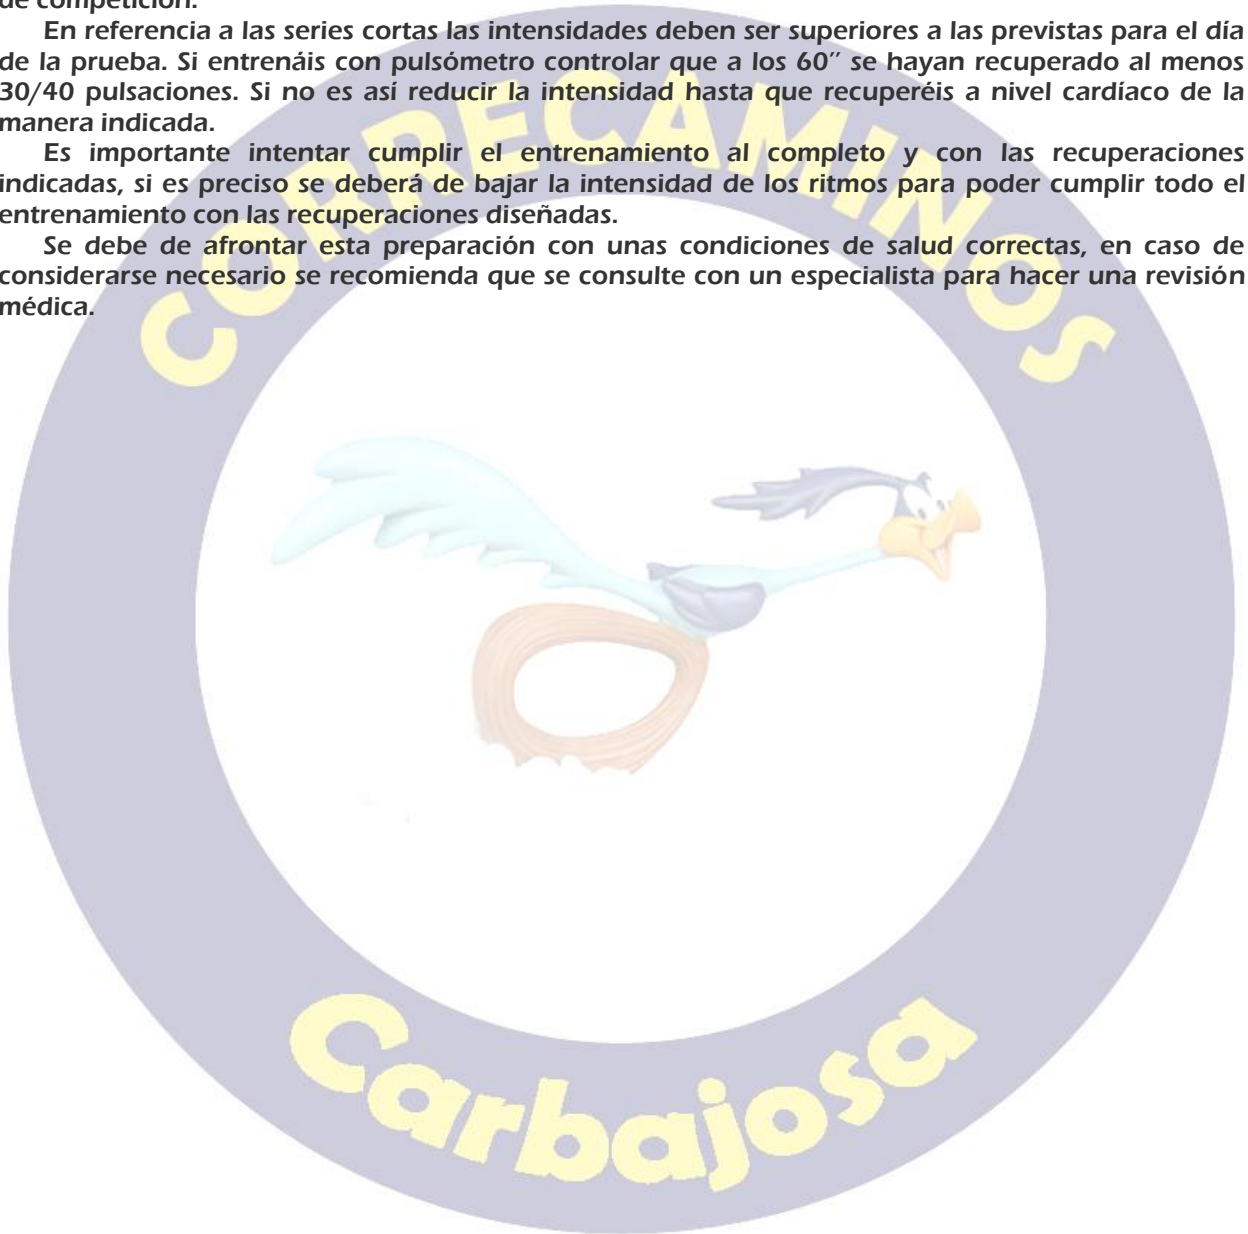 de competición.
En referencia a las series cortas las intensidades deben ser superiores a las previstas para el día
de la prueba. Si entrenáis con pulsómetro controlar que a los 60″ se hayan recuperado al menos
30/40 pulsaciones. Si no es así reducir la intensidad hasta que recuperéis a nivel cardíaco de la
manera indicada.
Es importante intentar cumplir el entrenamiento al completo y con las recuperaciones
indicadas, si es preciso se deberá de bajar la intensidad de los ritmos para poder cumplir todo el
entrenamiento con las recuperaciones diseñadas.
Se debe de afrontar esta preparación con unas condiciones de salud correctas, en caso de
considerarse necesario se recomienda que se consulte con un especialista para hacer una revisión
médica.
CORRECAMINOS
Carbajosa